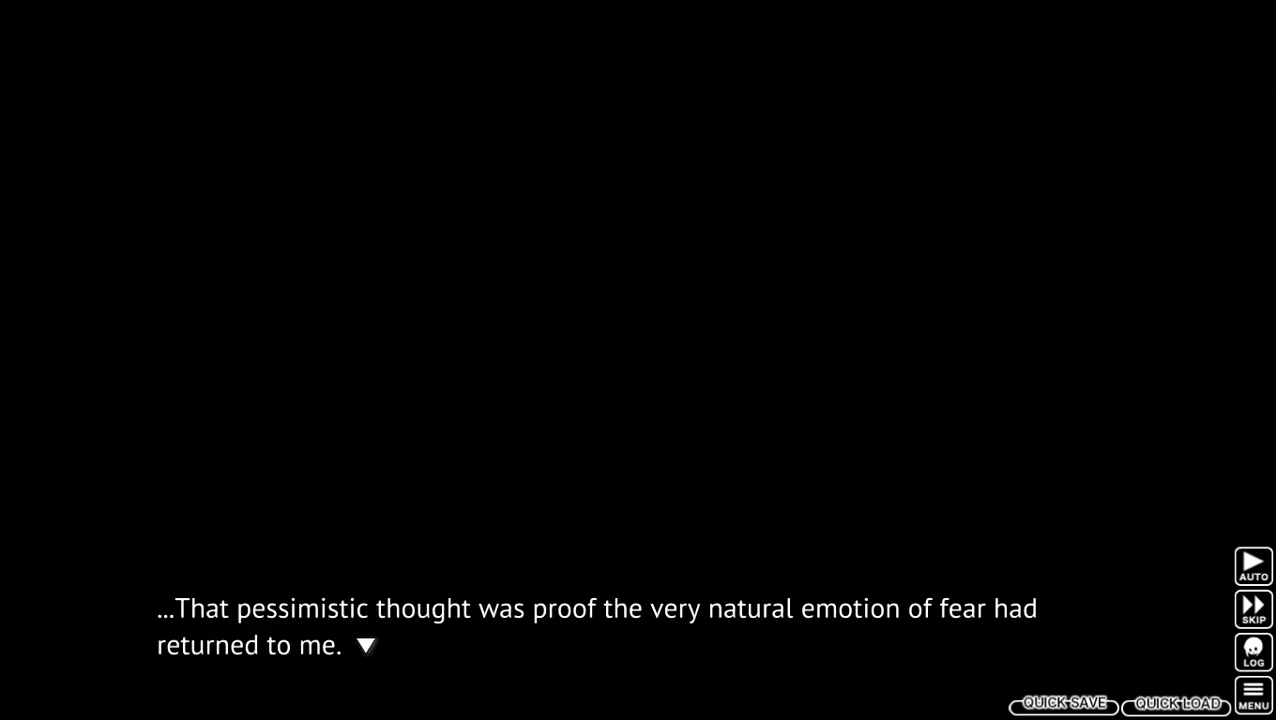 ...That pessimistic thought was proof the very natural emotion of fear had
returned to me.
AUTO
SKIP
LOG
QUICK SAVE QUICK LOAD MENU